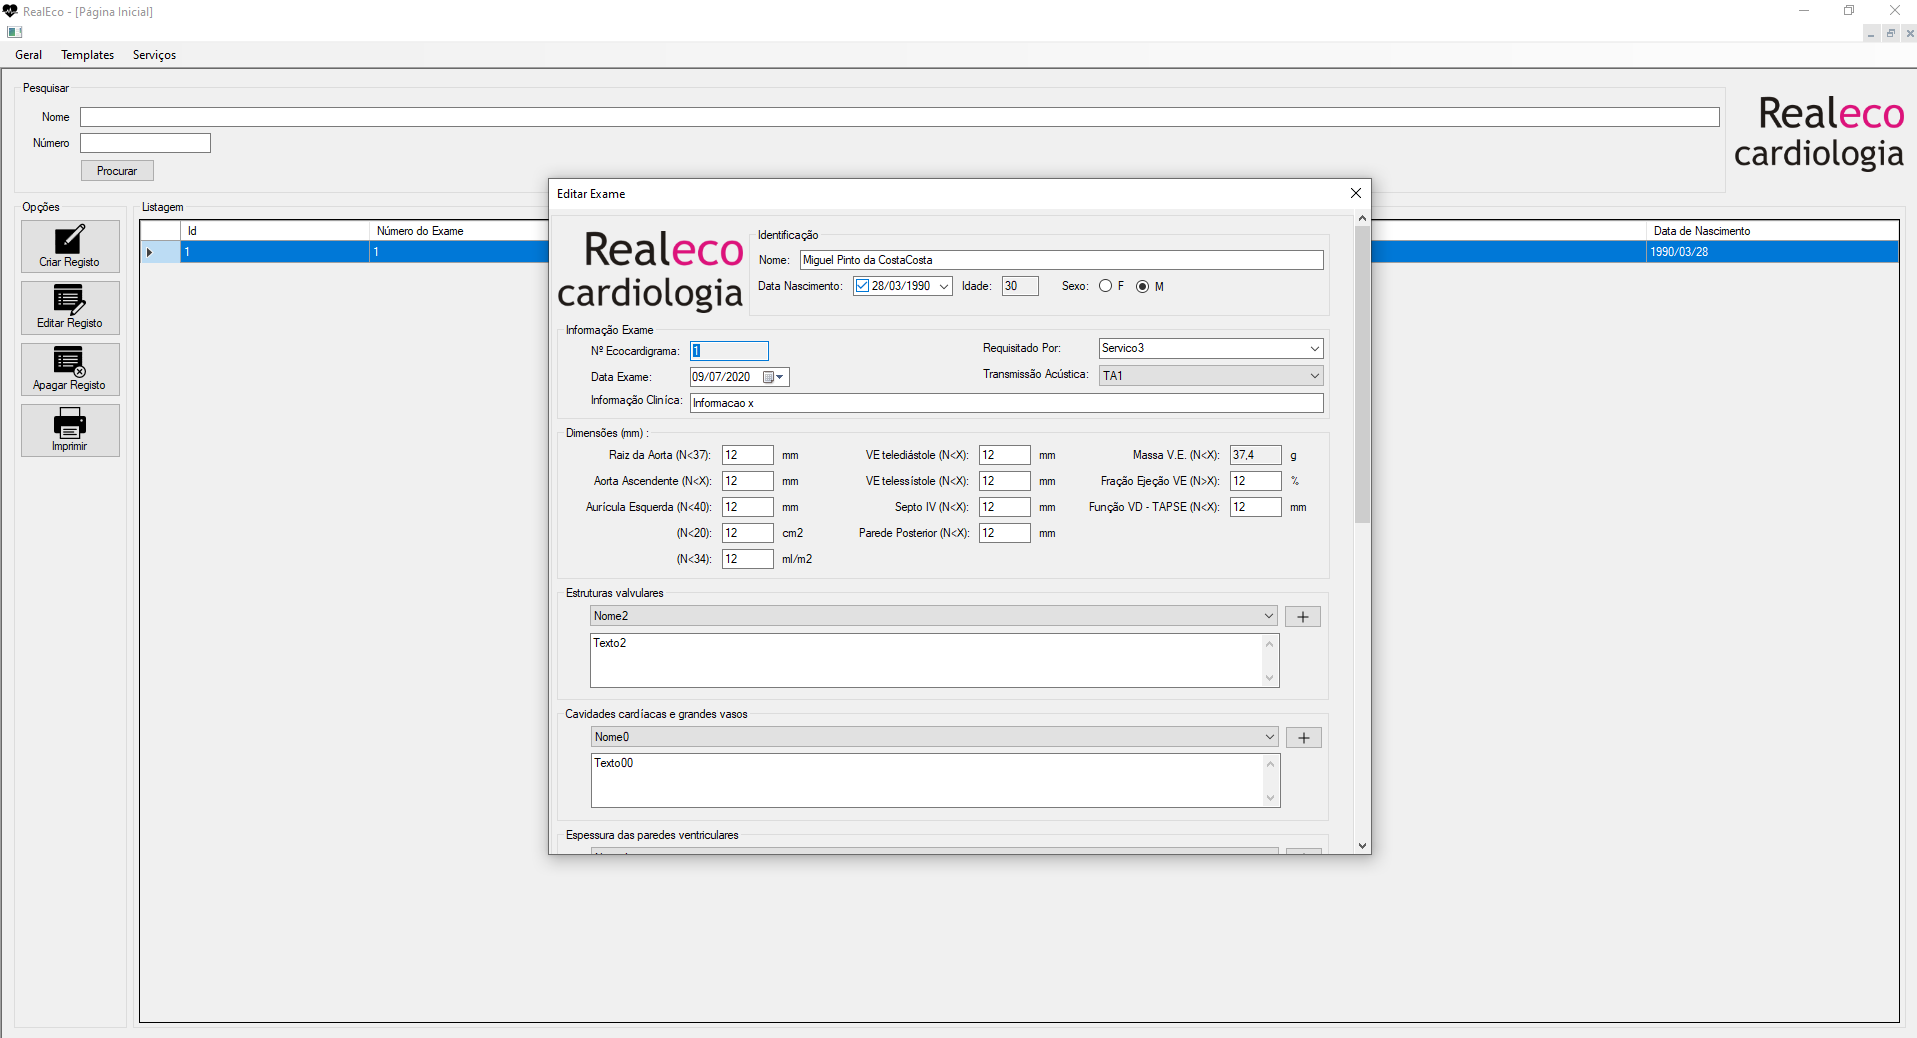 RealEco - [Página Inicial]
Geral Templates Serviços
Pesquisar
Nome
Número
Procurar
Realeco
cardiologia
Opções
Criar Registo
Editar Registo
Apagar Registo
Imprimir
Listagem
Id Número do Exame Data de Nascimento
1 1 1990/03/28
Editar Exame
Realeco
cardiologia
Identificação
Nome: Miguel Pinto da CostaCosta
Data Nascimento: 28/03/1990 Idade: 30 Sexo: F M
Informação Exame
Nº Ecocardigrama: 1 Requisitado Por: Servico3
Data Exame: 09/07/2020 Transmissão Acústica: TA1
Informação Cliníca: Informacao x
Dimensões (mm) :
Raiz da Aorta (N<37): 12 mm VE telediástole (N<X): 12 mm Massa V.E. (N<X): 37,4 g
Aorta Ascendente (N<X): 12 mm VE telessístole (N<X): 12 mm Fração Ejeção VE (N>X): 12 %
Aurícula Esquerda (N<40): 12 mm Septo IV (N<X): 12 mm Função VD - TAPSE (N<X): 12 mm
(N<20): 12 cm2 Parede Posterior (N<X): 12 mm
(N<34): 12 ml/m2
Estruturas valvulares
Nome2 +
Texto2
Cavidades cardíacas e grandes vasos
Nome0 +
Texto00
Espessura das paredes ventriculares